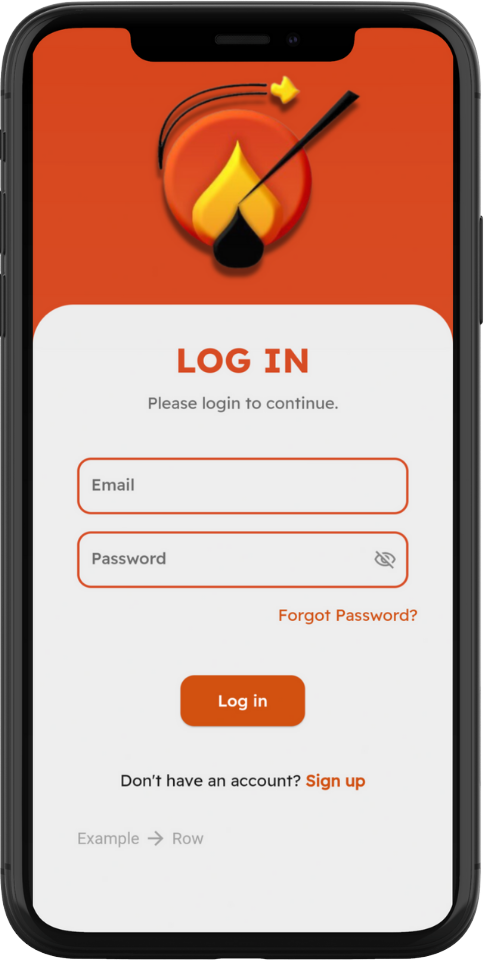 LOG IN
Please login to continue.
Email
Password
Forgot Password?
Log in
Don't have an account? Sign up
Example → Row